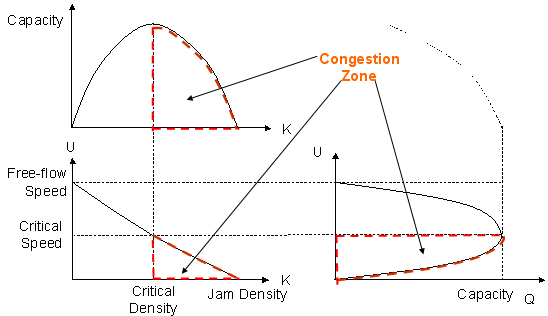 Capacity
Congestion
Zone
K
U
U
Free-flow
Speed
Critical
Speed
K
Critical
Density
Jam Density
Capacity
Q